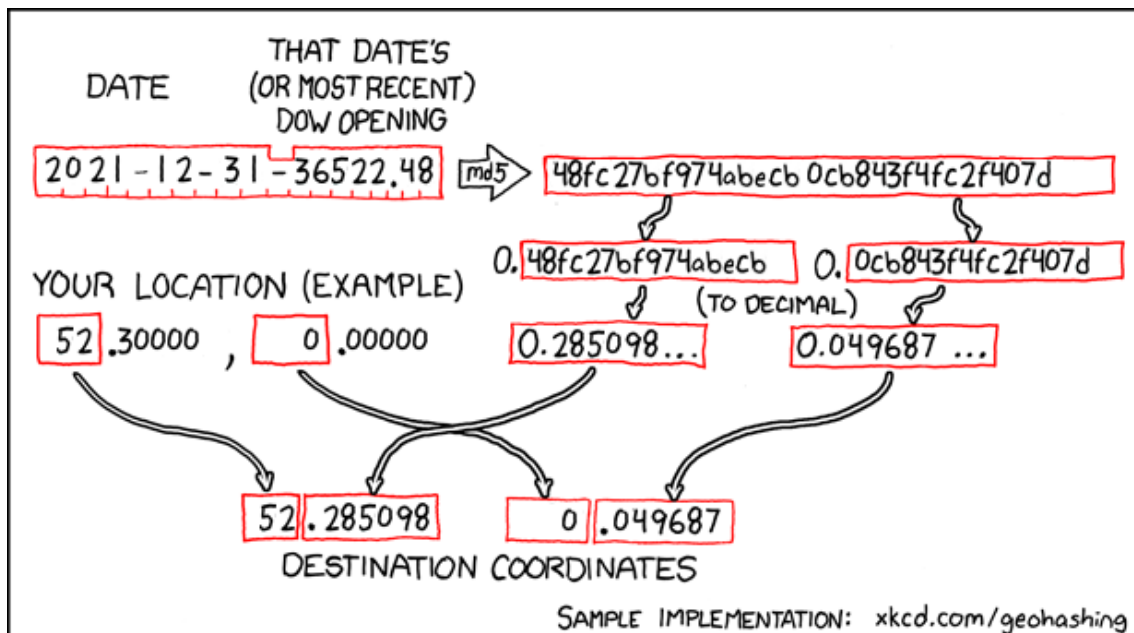 THAT DATE'S
DATE (OR MOST RECENT)
DOW OPENING
2021-12-31-36522.48 md5 48fc27bf974abecb 0cb843f4fc2f407d
0. 48fc27bf974abecb 0. 0cb843f4fc2f407d
YOUR LOCATION (EXAMPLE) (TO DECIMAL)
52.30000, 0.00000 0.285098... 0.049687 ...
52.285098 0.049687
DESTINATION COORDINATES
SAMPLE IMPLEMENTATION: xkcd.com/geohashing